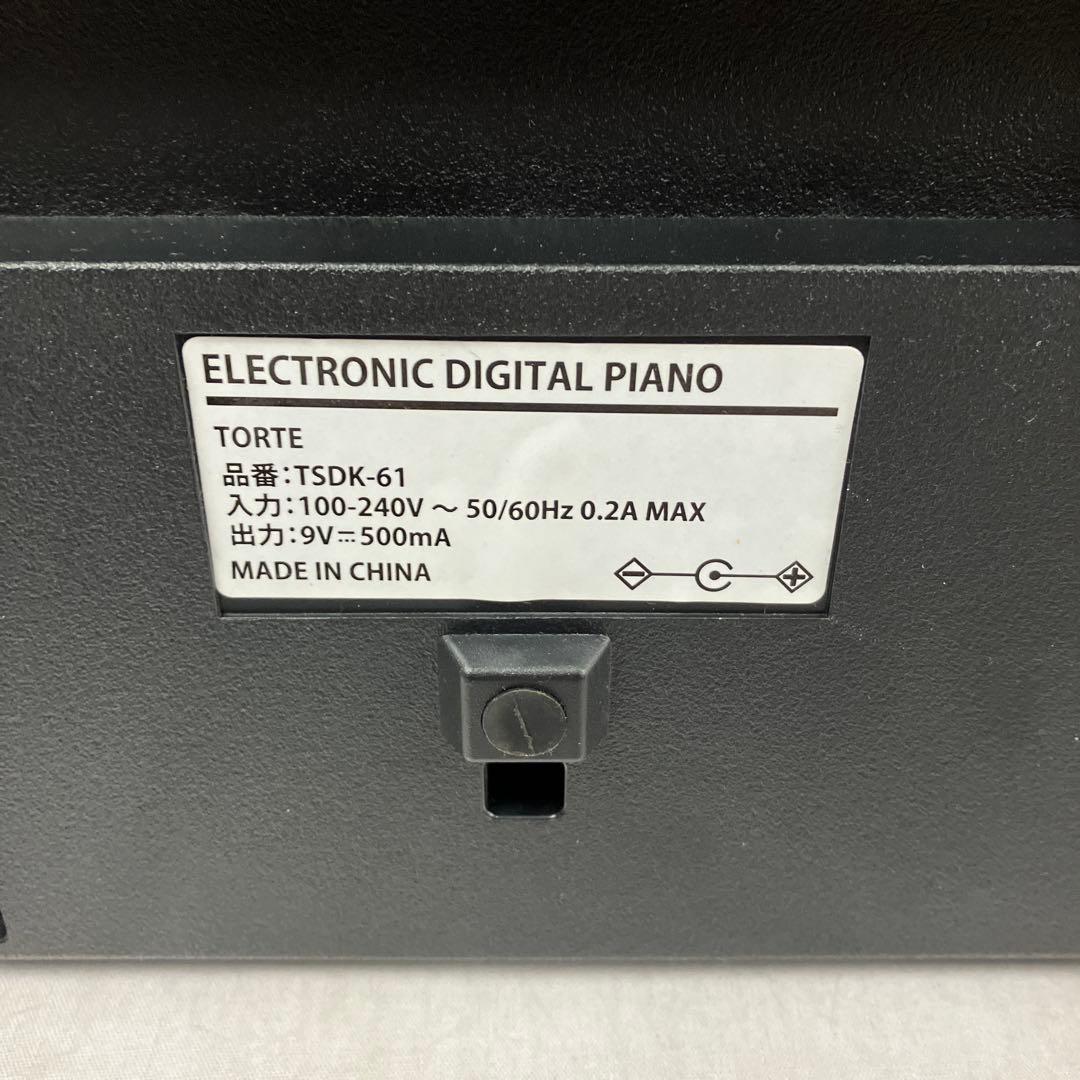 ELECTRONIC DIGITAL PIANO
TORTE
品番:TSDK-61
入力:100-240V ～ 50/60Hz 0.2A MAX
出力:9V⎓500mA
MADE IN CHINA